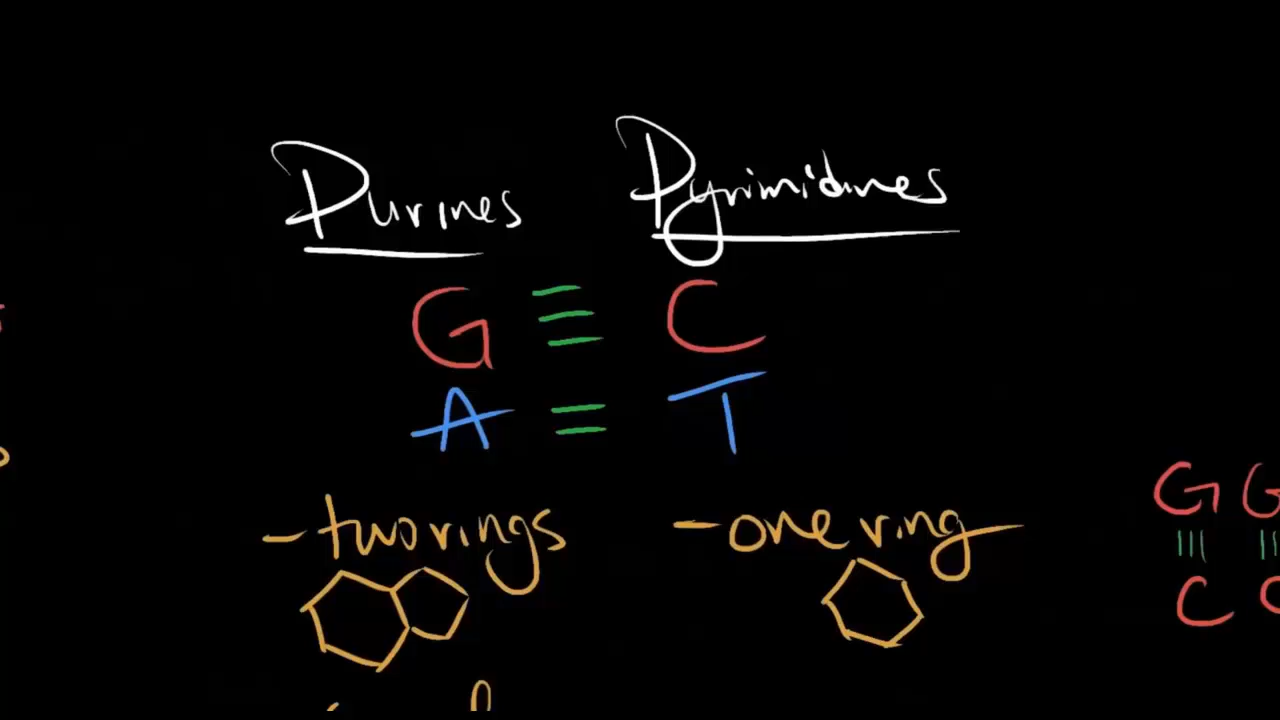 Purines Pyrimidines
G ≡ C
A = T
- two rings - one ring
G G
C C